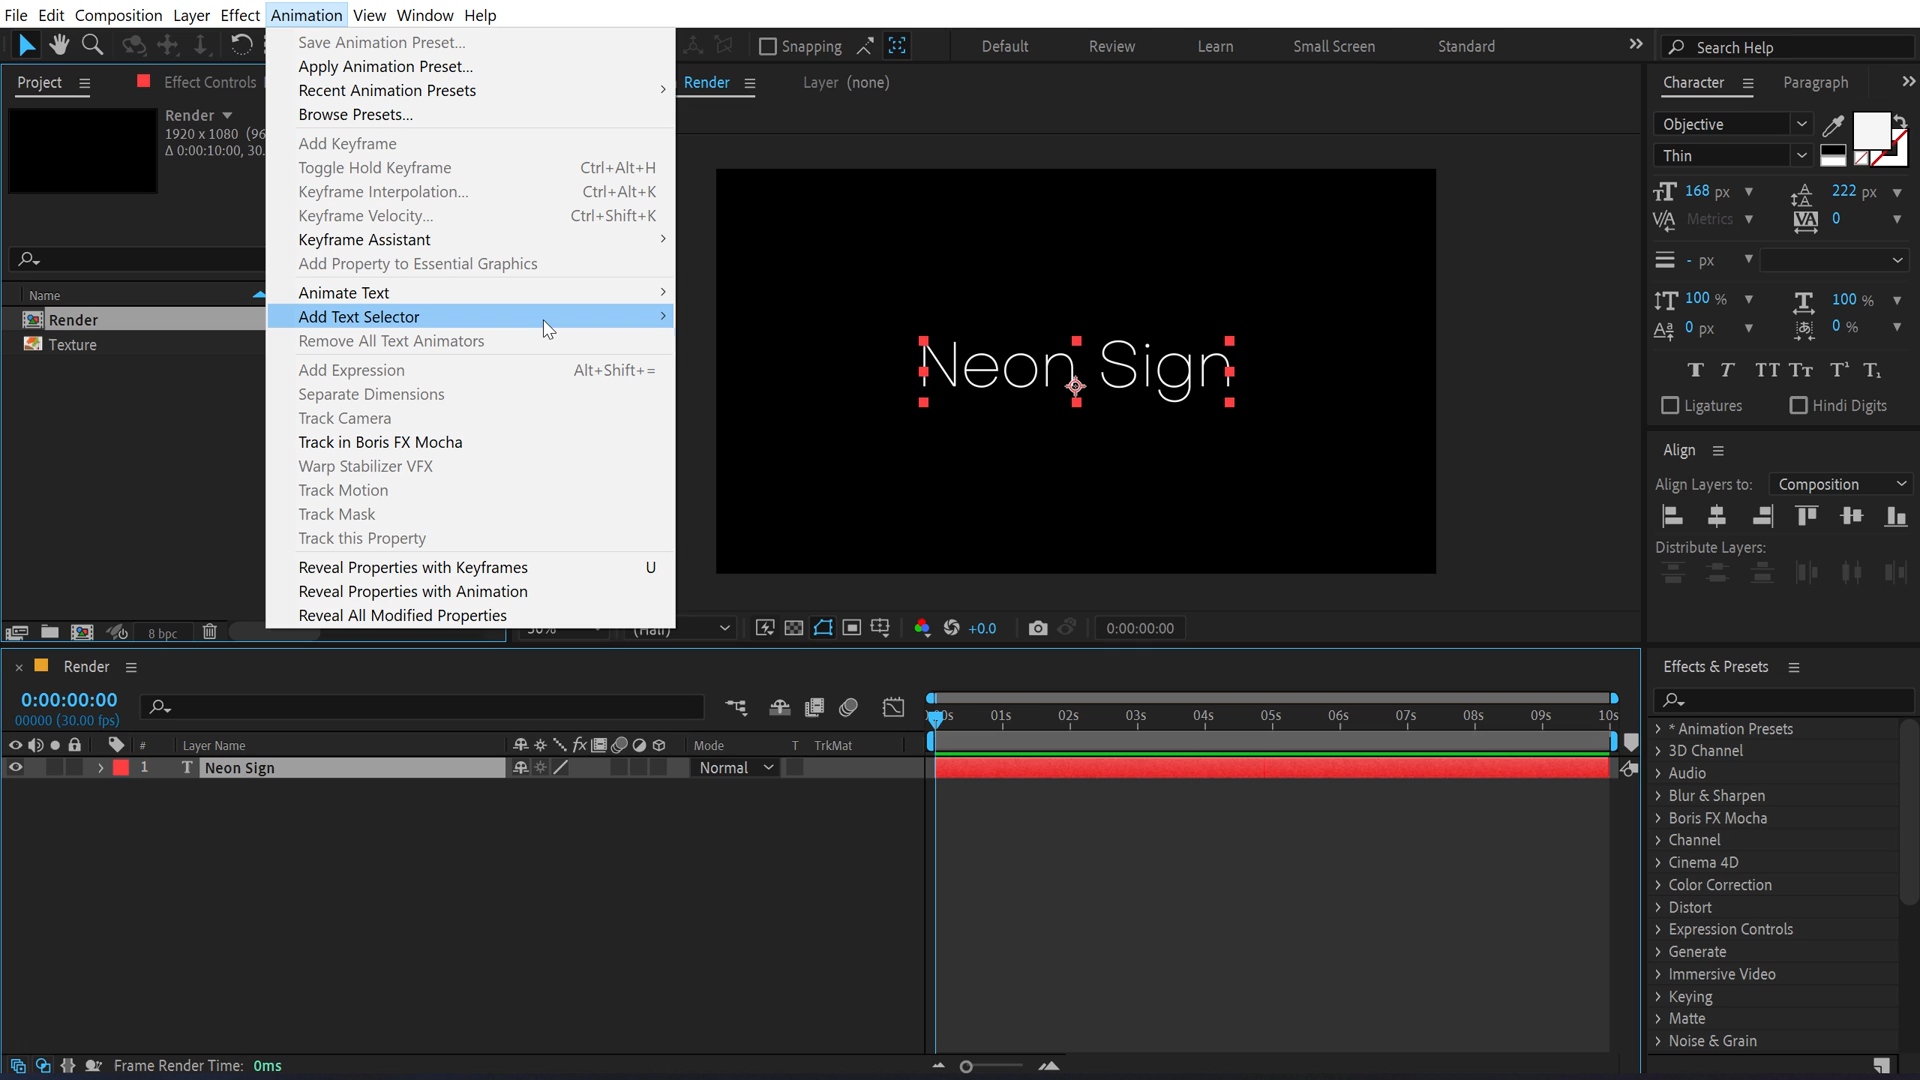 File Edit Composition Layer Effect Animation View Window Help
Snapping Default Review Learn Small Screen Standard Search Help
Project Effect Controls
Render
1920 x 1080 (96
Δ 0:00:10:00, 30.
Name
Render
Texture
8 bpc
Save Animation Preset...
Apply Animation Preset...
Recent Animation Presets
Browse Presets...
Add Keyframe
Toggle Hold Keyframe Ctrl+Alt+H
Keyframe Interpolation... Ctrl+Alt+K
Keyframe Velocity... Ctrl+Shift+K
Keyframe Assistant
Add Property to Essential Graphics
Animate Text
Add Text Selector
Remove All Text Animators
Add Expression Alt+Shift+=
Separate Dimensions
Track Camera
Track in Boris FX Mocha
Warp Stabilizer VFX
Track Motion
Track Mask
Track this Property
Reveal Properties with Keyframes U
Reveal Properties with Animation
Reveal All Modified Properties
Render Layer (none)
Neon Sign
+0.0 0:00:00:00
Character Paragraph
Objective
Thin
168 px 222 px
Metrics 0
- px
100 % 100 %
0 px 0 %
T T TT Tт T¹ T₁
Ligatures Hindi Digits
Align
Align Layers to: Composition
Distribute Layers:
Render
0:00:00:00
00000 (30.00 fps)
01s 02s 03s 04s 05s 06s 07s 08s 09s 10s
# Layer Name Mode T TrkMat
1 T Neon Sign Normal
Frame Render Time: 0ms
Effects & Presets
* Animation Presets
3D Channel
Audio
Blur & Sharpen
Boris FX Mocha
Channel
Cinema 4D
Color Correction
Distort
Expression Controls
Generate
Immersive Video
Keying
Matte
Noise & Grain